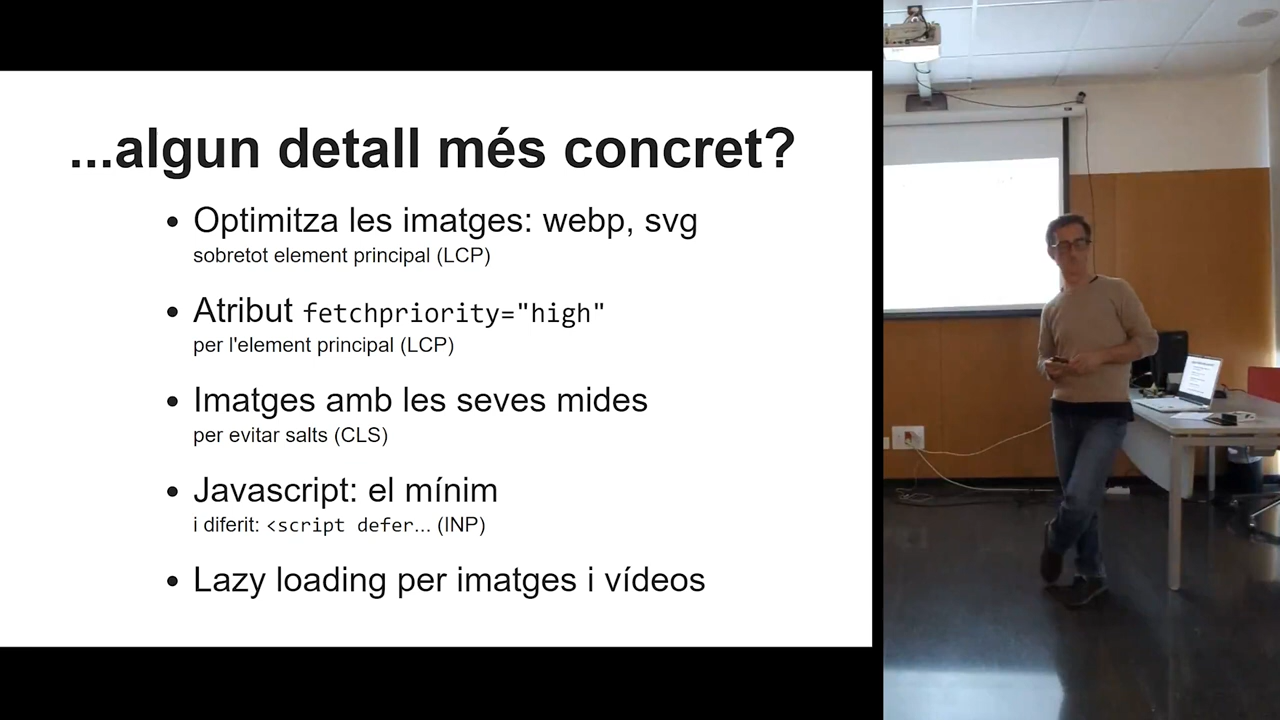 ...algun detall més concret?
• Optimitza les imatges: webp, svg
sobretot element principal (LCP)
• Atribut fetchpriority="high"
per l'element principal (LCP)
• Imatges amb les seves mides
per evitar salts (CLS)
• Javascript: el mínim
i diferit: <script defer... (INP)
• Lazy loading per imatges i vídeos